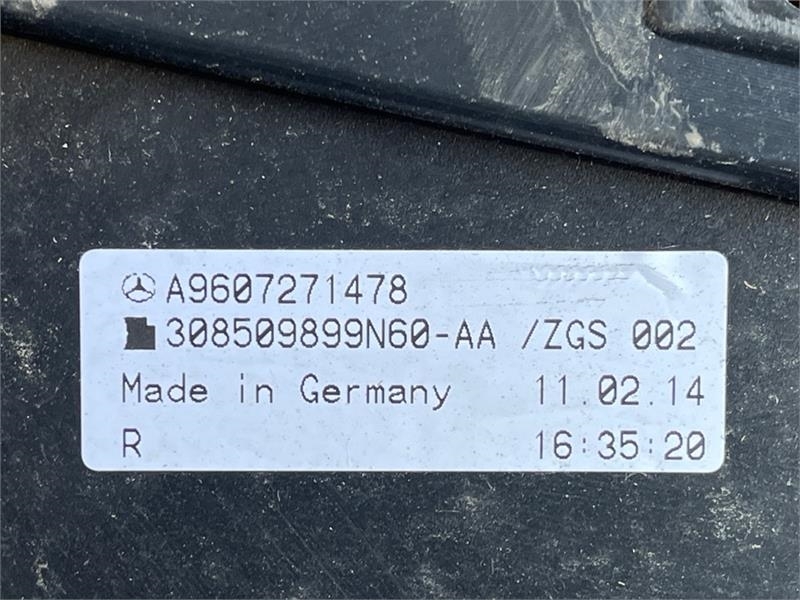 A9607271478
308509899N60-AA /ZGS 002
Made in Germany 11.02.14
R 16:35:20